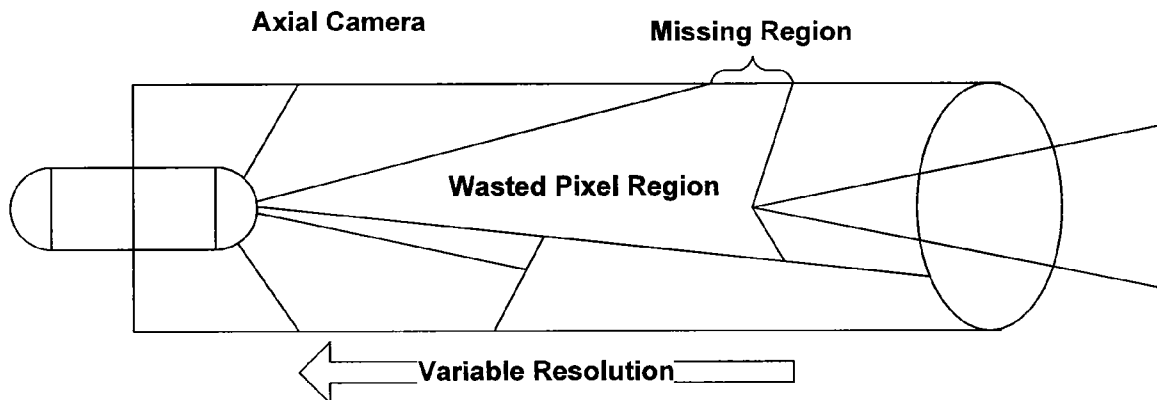 Axial Camera
Missing Region
Wasted Pixel Region
Variable Resolution